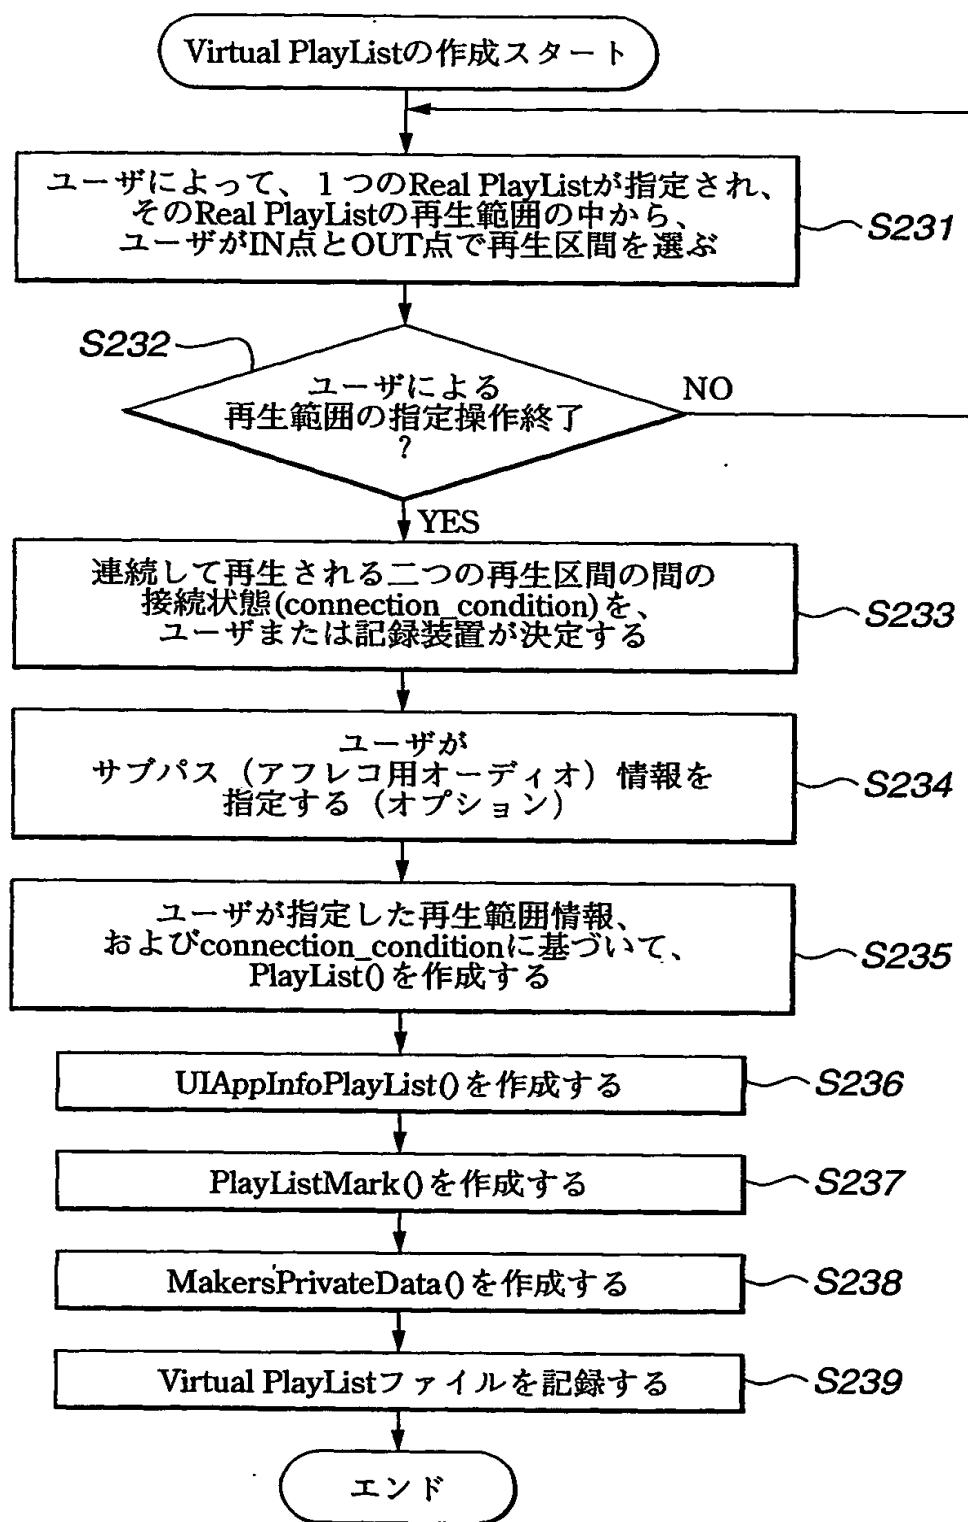 Virtual PlayListの作成スタート
ユーザによって、1つのReal PlayListが指定され、
そのReal PlayListの再生範囲の中から、
ユーザがIN点とOUT点で再生区間を選ぶ
S231
S232
ユーザによる
再生範囲の指定操作終了
?
NO
YES
連続して再生される二つの再生区間の間の
接続状態(connection_condition)を、
ユーザまたは記録装置が決定する
S233
ユーザが
サブパス(アフレコ用オーディオ)情報を
指定する(オプション)
S234
ユーザが指定した再生範囲情報、
およびconnection_conditionに基づいて、
PlayList()を作成する
S235
UIAppInfoPlayList()を作成する
S236
PlayListMark()を作成する
S237
Makers'PrivateData()を作成する
S238
Virtual PlayListファイルを記録する
S239
エンド